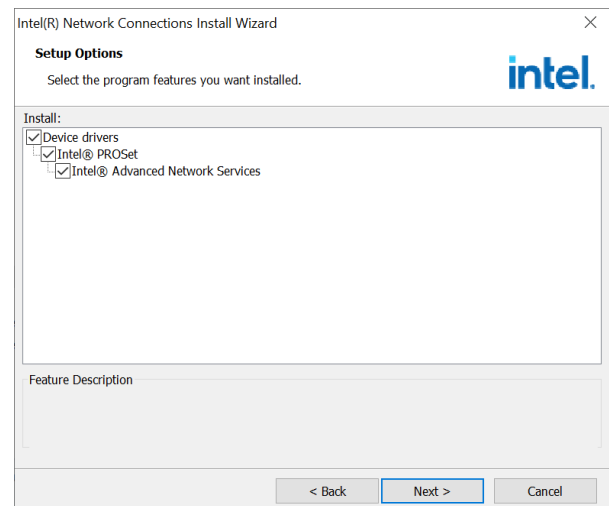 Intel(R) Network Connections Install Wizard
Setup Options
Select the program features you want installed.
intel.
Install:
Device drivers
Intel® PROSet
Intel® Advanced Network Services
Feature Description
< Back
Next >
Cancel